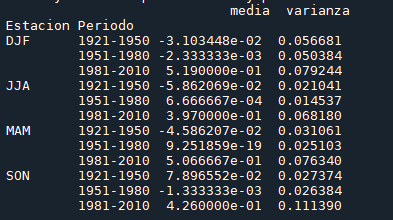 media varianza
Estacion Periodo
DJF 1921-1950 -3.103448e-02 0.056681
1951-1980 -2.333333e-03 0.050384
1981-2010 5.190000e-01 0.079244
JJA 1921-1950 -5.862069e-02 0.021041
1951-1980 6.666667e-04 0.014537
1981-2010 3.970000e-01 0.068180
MAM 1921-1950 -4.586207e-02 0.031061
1951-1980 9.251859e-19 0.025103
1981-2010 5.066667e-01 0.076340
SON 1921-1950 7.896552e-02 0.027374
1951-1980 -1.333333e-03 0.026384
1981-2010 4.260000e-01 0.111390